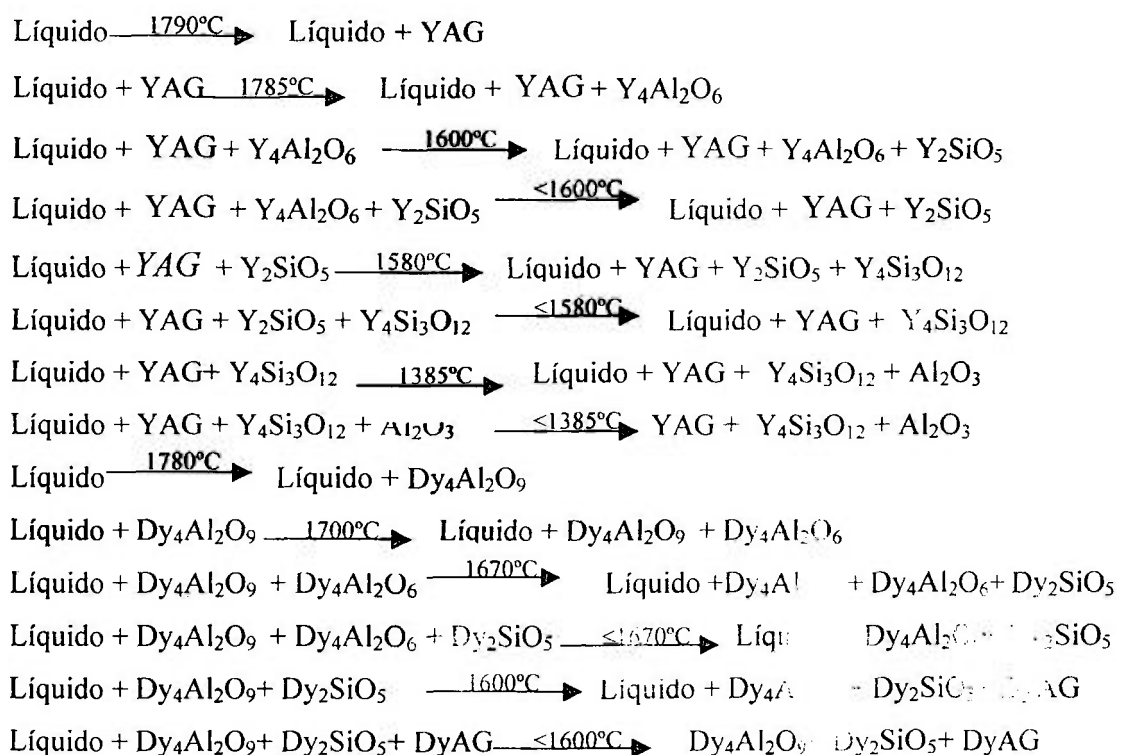 Líquido 1790ºC Líquido + YAG
Líquido + YAG 1785ºC Líquido + YAG + Y₄Al₂O₆
Líquido + YAG + Y₄Al₂O₆ 1600ºC Líquido + YAG + Y₄Al₂O₆ + Y₂SiO₅
Líquido + YAG + Y₄Al₂O₆ + Y₂SiO₅ <1600ºC Líquido + YAG + Y₂SiO₅
Líquido + YAG + Y₂SiO₅ 1580ºC Líquido + YAG + Y₂SiO₅ + Y₄Si₃O₁₂
Líquido + YAG + Y₂SiO₅ + Y₄Si₃O₁₂ <1580ºC Líquido + YAG + Y₄Si₃O₁₂
Líquido + YAG+ Y₄Si₃O₁₂ 1385ºC Líquido + YAG + Y₄Si₃O₁₂ + Al₂O₃
Líquido + YAG + Y₄Si₃O₁₂ + Al₂O₃ <1385ºC YAG + Y₄Si₃O₁₂ + Al₂O₃
Líquido 1780ºC Líquido + Dy₄Al₂O₉
Líquido + Dy₄Al₂O₉ 1700ºC Líquido + Dy₄Al₂O₉ + Dy₄Al₂O₆
Líquido + Dy₄Al₂O₉ + Dy₄Al₂O₆ 1670ºC Líquido + + Dy₄Al₂O₆+ Dy₂SiO₅
Líquido + Dy₄Al₂O₉ + Dy₄Al₂O₆ + Dy₂SiO₅ <1670ºC
Líquido + Dy₄Al₂O₉+ Dy₂SiO₅ 1600ºC Líquido +
Líquido + Dy₄Al₂O₉+ Dy₂SiO₅+ DyAG <1600ºC Dy₄Al₂O₉ Dy₂SiO₅+ DyAG